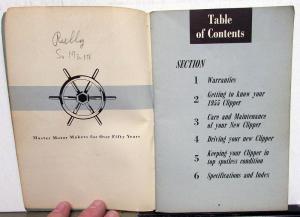 Master Motor Makers for Over Fifty Years
Table
of Contents
SECTION
1 Warranties
2 Getting to know your
1955 Clipper
3 Care and Maintenance
of your New Clipper
4 Driving your new Clipper
5 Keeping your Clipper in
top spotless condition
6 Specifications and Index